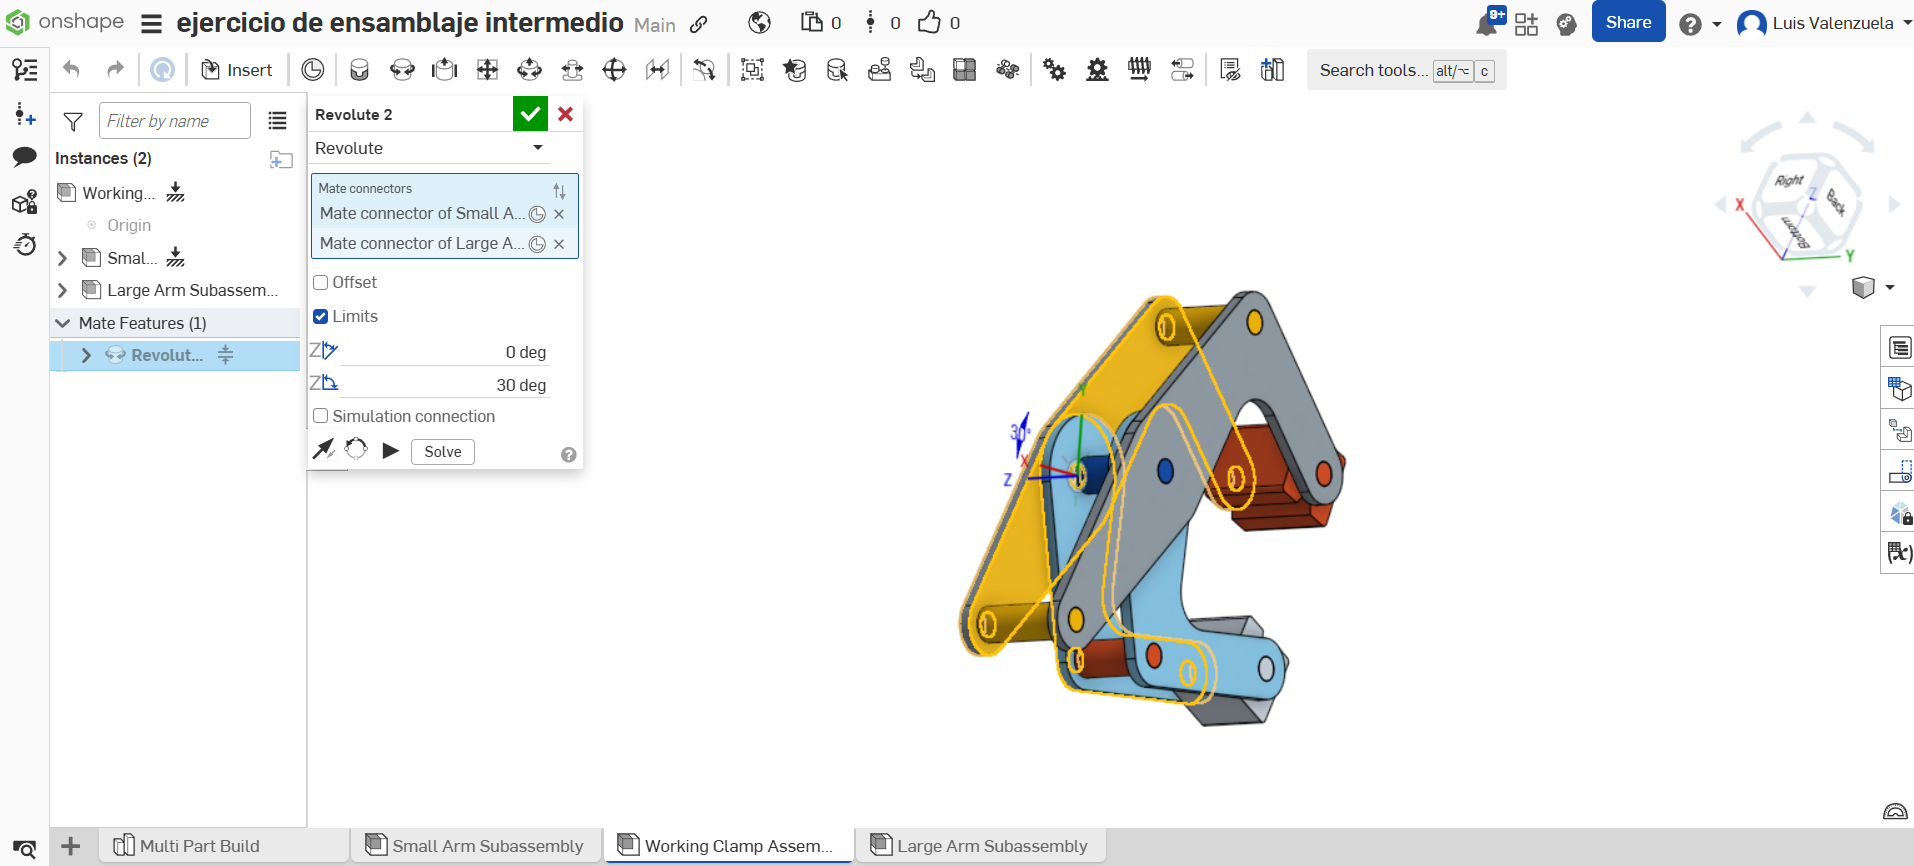 onshape ejercicio de ensamblaje intermedio Main 0 0 0 9+ Share Luis Valenzuela
Insert Search tools... alt/⌥ c
Filter by name
Instances (2)
Working...
Origin
Smal...
Large Arm Subassem...
Mate Features (1)
Revolut...
Revolute 2
Revolute
Mate connectors
Mate connector of Small A...
Mate connector of Large A...
Offset
Limits
Z 0 deg
Z 30 deg
Simulation connection
Solve
Y
30°
X
Z
Right
Back
Bottom
Z
X
Y
(x)
Multi Part Build Small Arm Subassembly Working Clamp Assem... Large Arm Subassembly